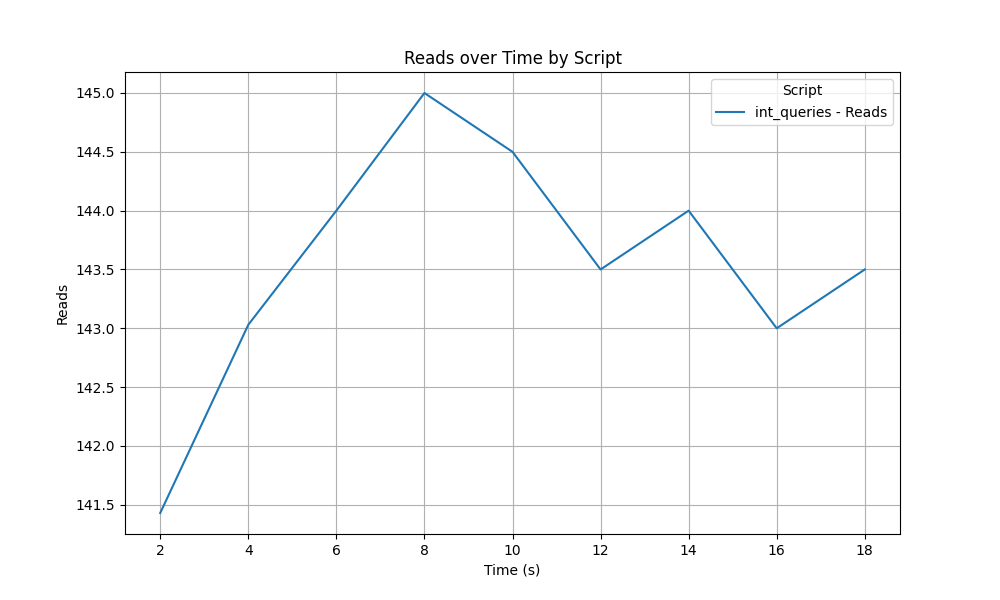 Reads over Time by Script
Script
int_queries - Reads
145.0
144.5
144.0
143.5
143.0
142.5
142.0
141.5
Reads
2 4 6 8 10 12 14 16 18
Time (s)